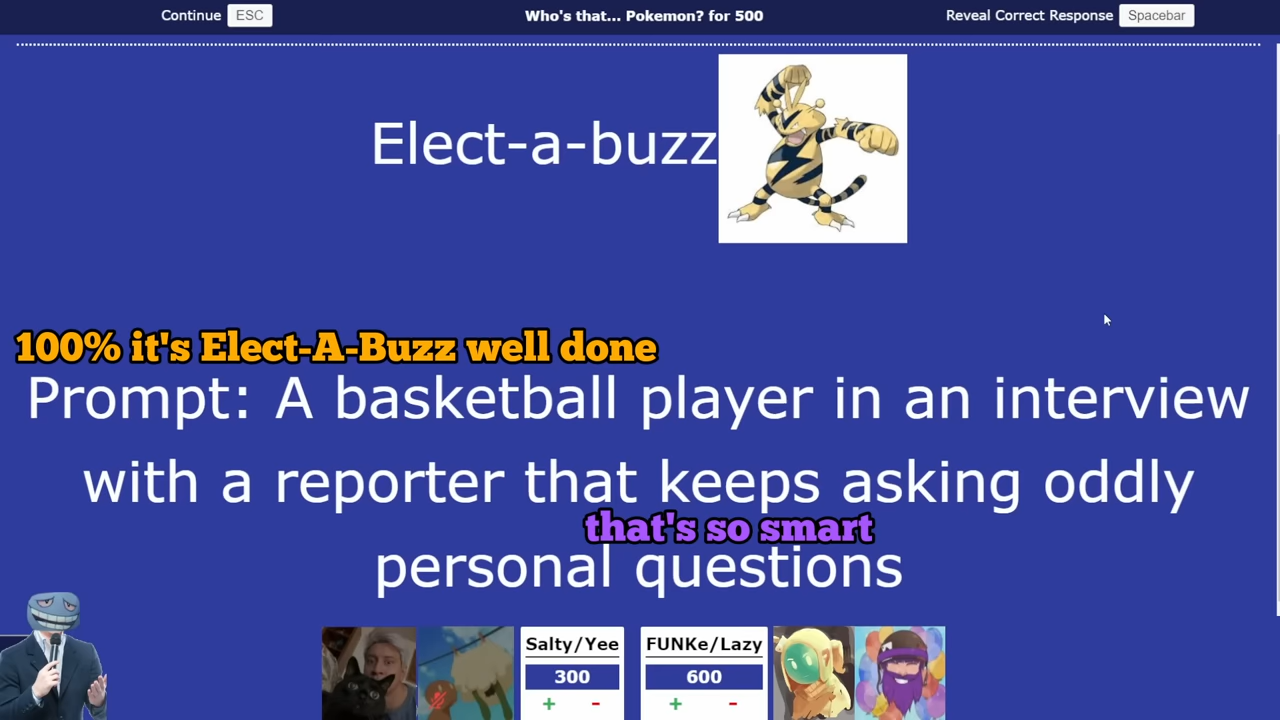 Continue ESC Who's that... Pokemon? for 500 Reveal Correct Response Spacebar
Elect-a-buzz
100% it's Elect-A-Buzz well done
Prompt: A basketball player in an interview
with a reporter that keeps asking oddly
that's so smart
personal questions
Salty/Yee FUNKe/Lazy
300 600
+ - + -